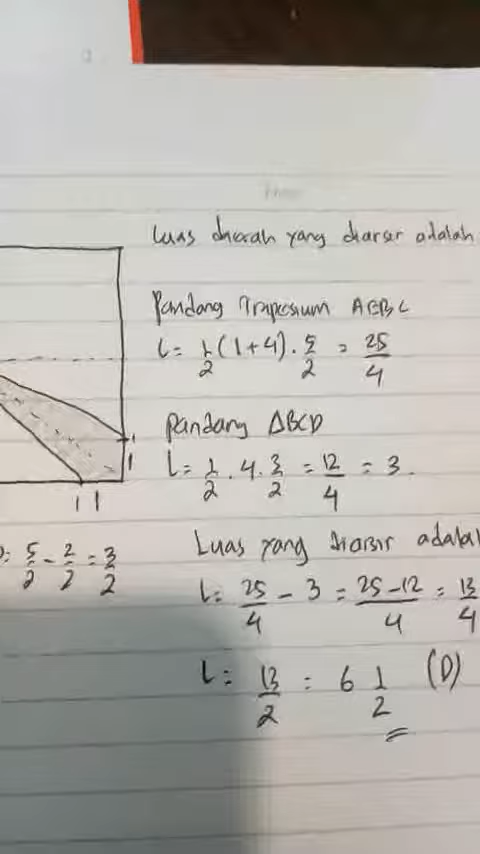 Luas daerah yang diarsir adalah
Pandang Trapesium AEBC
L = 1/2 (1+4) . 5/2 = 25/4
Pandang ΔBCD
L = 1/2 . 4 . 3/2 = 12/4 = 3.
1
1 1
: 5/2 - 2/2 = 3/2
Luas yang diarsir adalah
L = 25/4 - 3 = 25-12/4 = 13/4
L = 13/2 = 6 1/2 (D)